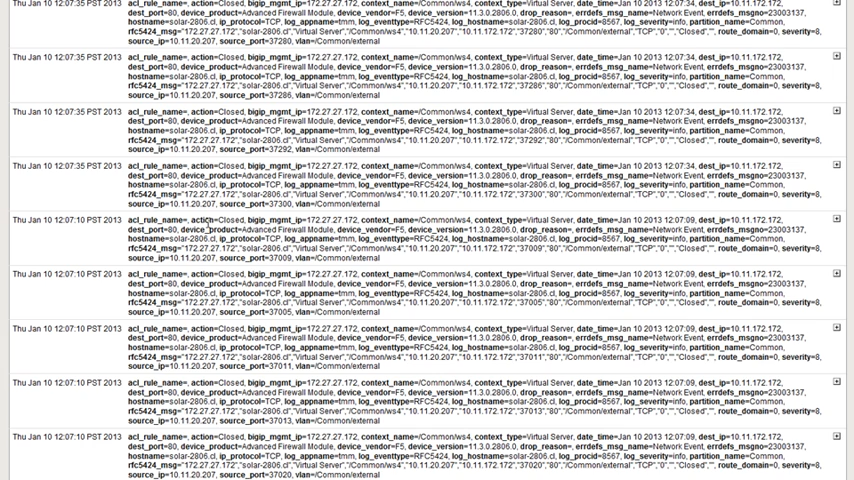 Thu Jan 10 12:07:35 PST 2013 acl_rule_name=, action=Closed, bigip_mgmt_ip=172.27.27.172, context_name=/Common/ws4, context_type=Virtual Server, date_time=Jan 10 2013 12:07:34, dest_ip=10.11.172.172,
dest_port=80, device_product=Advanced Firewall Module, device_vendor=F5, device_version=11.3.0.2806.0, drop_reason=, errdefs_msg_name=Network Event, errdefs_msgno=23003137,
hostname=solar-2806.cl, ip_protocol=TCP, log_appname=tmm, log_eventtype=RFC5424, log_hostname=solar-2806.cl, log_procid=8567, log_severity=info, partition_name=Common,
rfc5424_msg="172.27.27.172","solar-2806.cl","Virtual Server","/Common/ws4","10.11.20.207","10.11.172.172","37280","80","/Common/external","TCP","0","","Closed","", route_domain=0, severity=8,
source_ip=10.11.20.207, source_port=37280, vlan=/Common/external
Thu Jan 10 12:07:35 PST 2013 acl_rule_name=, action=Closed, bigip_mgmt_ip=172.27.27.172, context_name=/Common/ws4, context_type=Virtual Server, date_time=Jan 10 2013 12:07:34, dest_ip=10.11.172.172,
dest_port=80, device_product=Advanced Firewall Module, device_vendor=F5, device_version=11.3.0.2806.0, drop_reason=, errdefs_msg_name=Network Event, errdefs_msgno=23003137,
hostname=solar-2806.cl, ip_protocol=TCP, log_appname=tmm, log_eventtype=RFC5424, log_hostname=solar-2806.cl, log_procid=8567, log_severity=info, partition_name=Common,
rfc5424_msg="172.27.27.172","solar-2806.cl","Virtual Server","/Common/ws4","10.11.20.207","10.11.172.172","37286","80","/Common/external","TCP","0","","Closed","", route_domain=0, severity=8,
source_ip=10.11.20.207, source_port=37286, vlan=/Common/external
Thu Jan 10 12:07:35 PST 2013 acl_rule_name=, action=Closed, bigip_mgmt_ip=172.27.27.172, context_name=/Common/ws4, context_type=Virtual Server, date_time=Jan 10 2013 12:07:34, dest_ip=10.11.172.172,
dest_port=80, device_product=Advanced Firewall Module, device_vendor=F5, device_version=11.3.0.2806.0, drop_reason=, errdefs_msg_name=Network Event, errdefs_msgno=23003137,
hostname=solar-2806.cl, ip_protocol=TCP, log_appname=tmm, log_eventtype=RFC5424, log_hostname=solar-2806.cl, log_procid=8567, log_severity=info, partition_name=Common,
rfc5424_msg="172.27.27.172","solar-2806.cl","Virtual Server","/Common/ws4","10.11.20.207","10.11.172.172","37292","80","/Common/external","TCP","0","","Closed","", route_domain=0, severity=8,
source_ip=10.11.20.207, source_port=37292, vlan=/Common/external
Thu Jan 10 12:07:35 PST 2013 acl_rule_name=, action=Closed, bigip_mgmt_ip=172.27.27.172, context_name=/Common/ws4, context_type=Virtual Server, date_time=Jan 10 2013 12:07:34, dest_ip=10.11.172.172,
dest_port=80, device_product=Advanced Firewall Module, device_vendor=F5, device_version=11.3.0.2806.0, drop_reason=, errdefs_msg_name=Network Event, errdefs_msgno=23003137,
hostname=solar-2806.cl, ip_protocol=TCP, log_appname=tmm, log_eventtype=RFC5424, log_hostname=solar-2806.cl, log_procid=8567, log_severity=info, partition_name=Common,
rfc5424_msg="172.27.27.172","solar-2806.cl","Virtual Server","/Common/ws4","10.11.20.207","10.11.172.172","37300","80","/Common/external","TCP","0","","Closed","", route_domain=0, severity=8,
source_ip=10.11.20.207, source_port=37300, vlan=/Common/external
Thu Jan 10 12:07:10 PST 2013 acl_rule_name=, action=Closed, bigip_mgmt_ip=172.27.27.172, context_name=/Common/ws4, context_type=Virtual Server, date_time=Jan 10 2013 12:07:09, dest_ip=10.11.172.172,
dest_port=80, device_product=Advanced Firewall Module, device_vendor=F5, device_version=11.3.0.2806.0, drop_reason=, errdefs_msg_name=Network Event, errdefs_msgno=23003137,
hostname=solar-2806.cl, ip_protocol=TCP, log_appname=tmm, log_eventtype=RFC5424, log_hostname=solar-2806.cl, log_procid=8567, log_severity=info, partition_name=Common,
rfc5424_msg="172.27.27.172","solar-2806.cl","Virtual Server","/Common/ws4","10.11.20.207","10.11.172.172","37009","80","/Common/external","TCP","0","","Closed","", route_domain=0, severity=8,
source_ip=10.11.20.207, source_port=37009, vlan=/Common/external
Thu Jan 10 12:07:10 PST 2013 acl_rule_name=, action=Closed, bigip_mgmt_ip=172.27.27.172, context_name=/Common/ws4, context_type=Virtual Server, date_time=Jan 10 2013 12:07:09, dest_ip=10.11.172.172,
dest_port=80, device_product=Advanced Firewall Module, device_vendor=F5, device_version=11.3.0.2806.0, drop_reason=, errdefs_msg_name=Network Event, errdefs_msgno=23003137,
hostname=solar-2806.cl, ip_protocol=TCP, log_appname=tmm, log_eventtype=RFC5424, log_hostname=solar-2806.cl, log_procid=8567, log_severity=info, partition_name=Common,
rfc5424_msg="172.27.27.172","solar-2806.cl","Virtual Server","/Common/ws4","10.11.20.207","10.11.172.172","37005","80","/Common/external","TCP","0","","Closed","", route_domain=0, severity=8,
source_ip=10.11.20.207, source_port=37005, vlan=/Common/external
Thu Jan 10 12:07:10 PST 2013 acl_rule_name=, action=Closed, bigip_mgmt_ip=172.27.27.172, context_name=/Common/ws4, context_type=Virtual Server, date_time=Jan 10 2013 12:07:09, dest_ip=10.11.172.172,
dest_port=80, device_product=Advanced Firewall Module, device_vendor=F5, device_version=11.3.0.2806.0, drop_reason=, errdefs_msg_name=Network Event, errdefs_msgno=23003137,
hostname=solar-2806.cl, ip_protocol=TCP, log_appname=tmm, log_eventtype=RFC5424, log_hostname=solar-2806.cl, log_procid=8567, log_severity=info, partition_name=Common,
rfc5424_msg="172.27.27.172","solar-2806.cl","Virtual Server","/Common/ws4","10.11.20.207","10.11.172.172","37011","80","/Common/external","TCP","0","","Closed","", route_domain=0, severity=8,
source_ip=10.11.20.207, source_port=37011, vlan=/Common/external
Thu Jan 10 12:07:10 PST 2013 acl_rule_name=, action=Closed, bigip_mgmt_ip=172.27.27.172, context_name=/Common/ws4, context_type=Virtual Server, date_time=Jan 10 2013 12:07:09, dest_ip=10.11.172.172,
dest_port=80, device_product=Advanced Firewall Module, device_vendor=F5, device_version=11.3.0.2806.0, drop_reason=, errdefs_msg_name=Network Event, errdefs_msgno=23003137,
hostname=solar-2806.cl, ip_protocol=TCP, log_appname=tmm, log_eventtype=RFC5424, log_hostname=solar-2806.cl, log_procid=8567, log_severity=info, partition_name=Common,
rfc5424_msg="172.27.27.172","solar-2806.cl","Virtual Server","/Common/ws4","10.11.20.207","10.11.172.172","37013","80","/Common/external","TCP","0","","Closed","", route_domain=0, severity=8,
source_ip=10.11.20.207, source_port=37013, vlan=/Common/external
Thu Jan 10 12:07:10 PST 2013 acl_rule_name=, action=Closed, bigip_mgmt_ip=172.27.27.172, context_name=/Common/ws4, context_type=Virtual Server, date_time=Jan 10 2013 12:07:09, dest_ip=10.11.172.172,
dest_port=80, device_product=Advanced Firewall Module, device_vendor=F5, device_version=11.3.0.2806.0, drop_reason=, errdefs_msg_name=Network Event, errdefs_msgno=23003137,
hostname=solar-2806.cl, ip_protocol=TCP, log_appname=tmm, log_eventtype=RFC5424, log_hostname=solar-2806.cl, log_procid=8567, log_severity=info, partition_name=Common,
rfc5424_msg="172.27.27.172","solar-2806.cl","Virtual Server","/Common/ws4","10.11.20.207","10.11.172.172","37020","80","/Common/external","TCP","0","","Closed","", route_domain=0, severity=8,
source_ip=10.11.20.207, source_port=37020, vlan=/Common/external